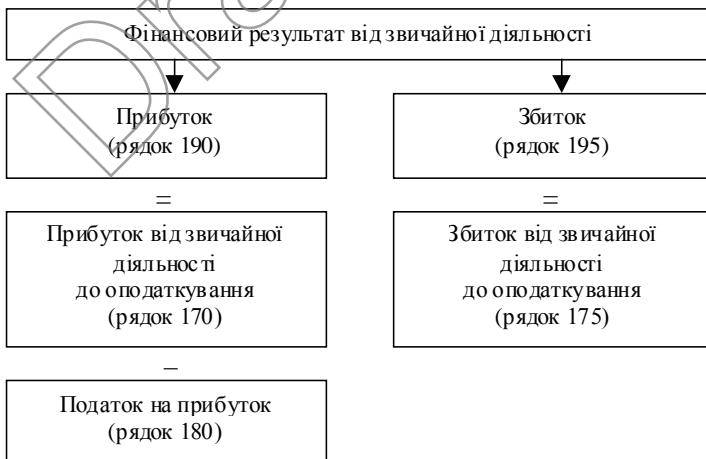 Фінансовий результат від звичайної діяльності
Прибуток
(рядок 190)
=
Прибуток від звичайної
діяльності
до оподаткування
(рядок 170)
–
Податок на прибуток
(рядок 180)
Збиток
(рядок 195)
=
Збиток від звичайної
діяльності
до оподаткування
(рядок 175)